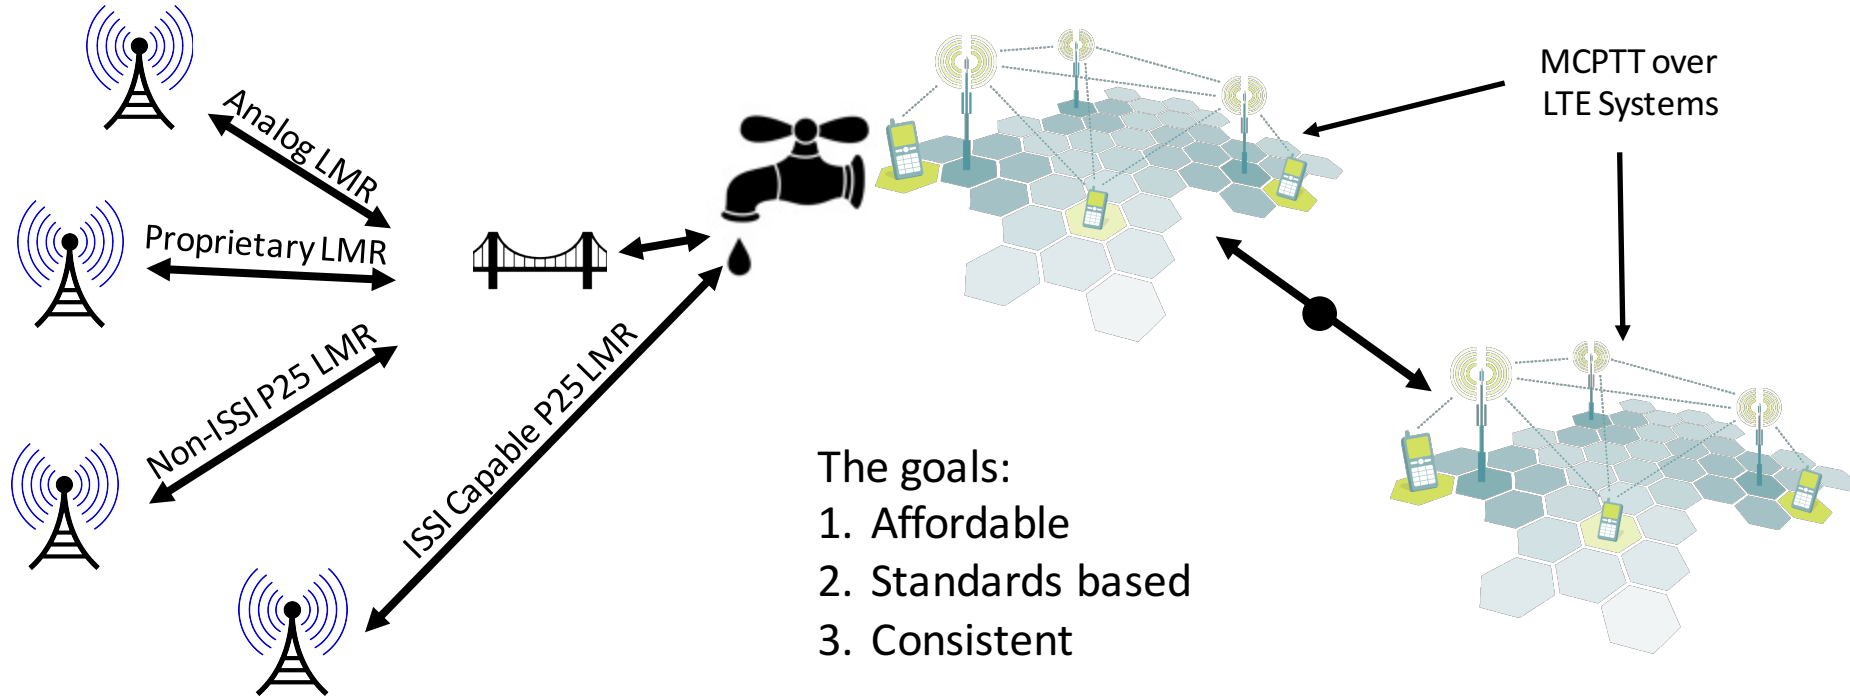 Analog LMR
Proprietary LMR
Non-ISSI P25 LMR
ISSI Capable P25 LMR
MCPTT over
LTE Systems
The goals:
1. Affordable
2. Standards based
3. Consistent